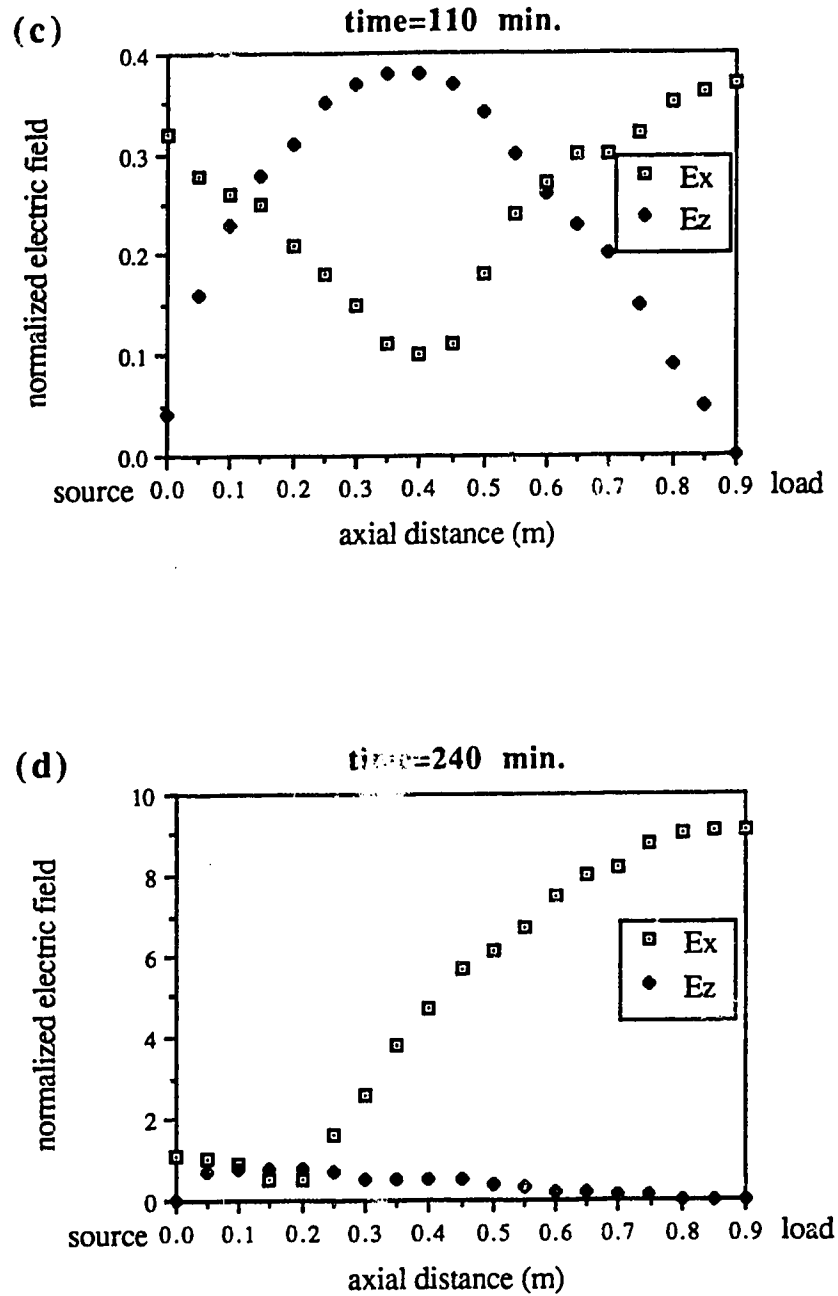 (c)
time=110 min.
0.4
0.3
0.2
0.1
0.0
normalized electric field
Ex
Ez
source 0.0 0.1 0.2 0.3 0.4 0.5 0.6 0.7 0.8 0.9 load
axial distance (m)
(d)
time=240 min.
10
8
6
4
2
0
normalized electric field
Ex
Ez
source 0.0 0.1 0.2 0.3 0.4 0.5 0.6 0.7 0.8 0.9 load
axial distance (m)